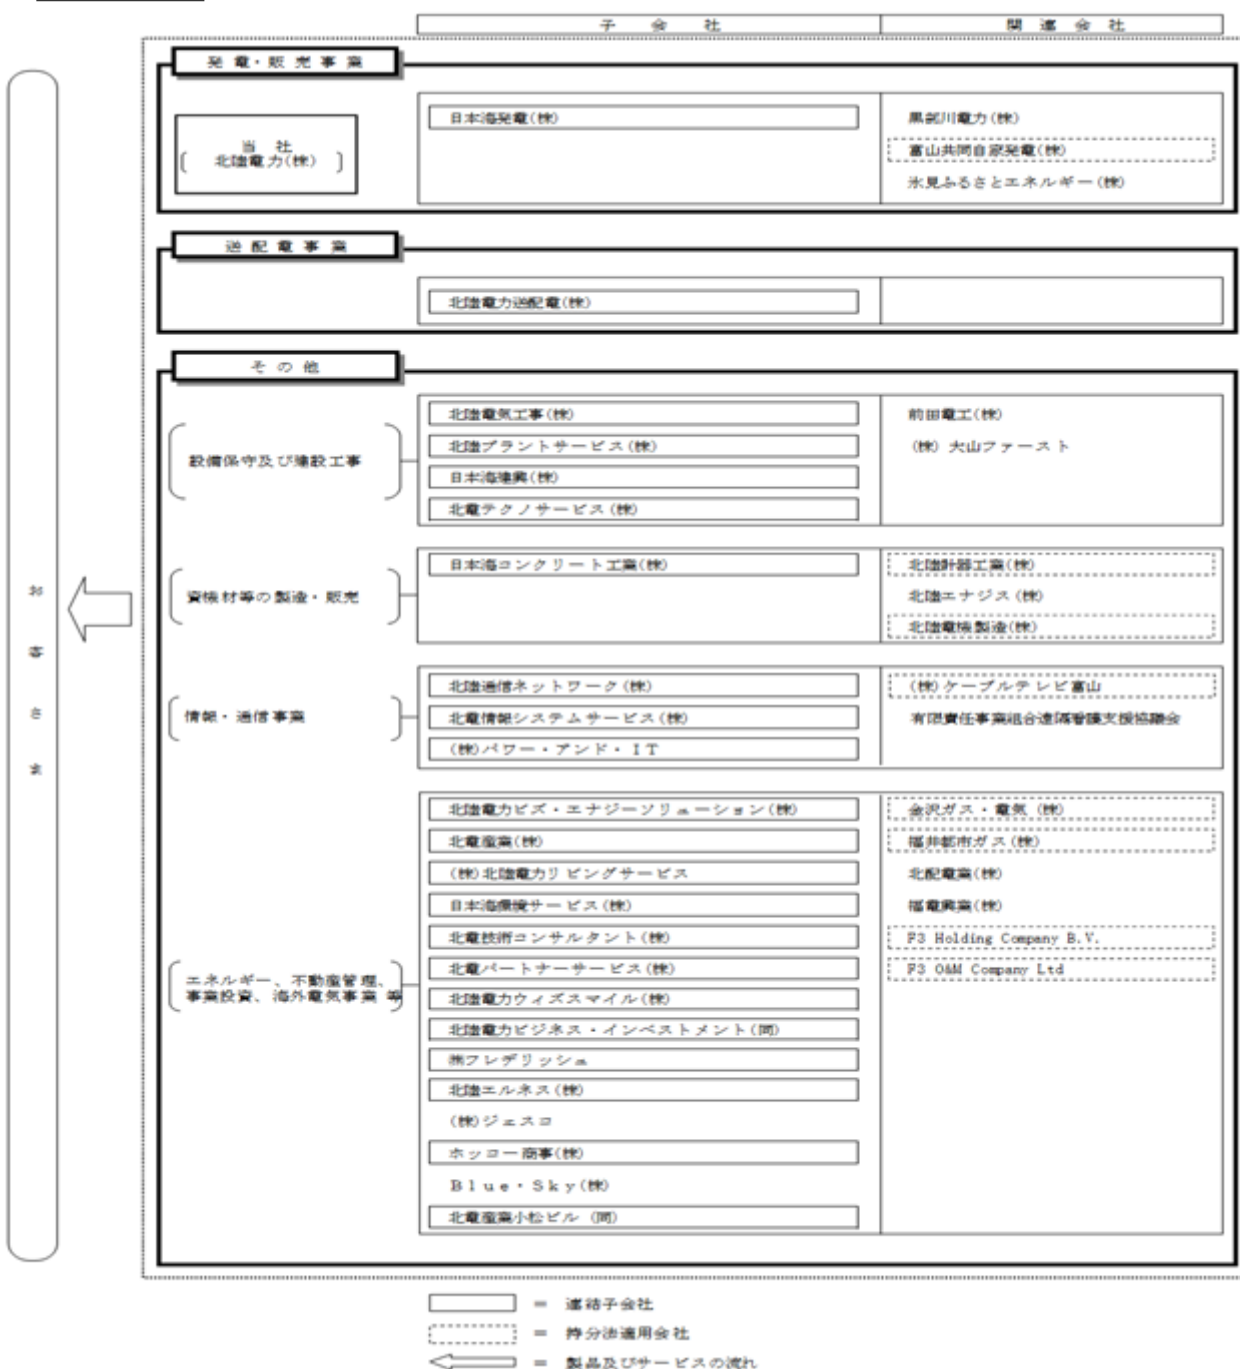 子会社 関連会社
発電・販売事業
当社
北陸電力(株)
日本海発電(株)
黒部川電力(株)
富山共同自家発電(株)
氷見ふるさとエネルギー(株)
送配電事業
北陸電力送配電(株)
その他
設備保守及び建設工事
北陸電気工事(株)
北陸プラントサービス(株)
日本海建興(株)
北電テクノサービス(株)
前田電工(株)
(株)大山ファースト
資機材等の製造・販売
日本海コンクリート工業(株)
北陸計器工業(株)
北陸エナジス(株)
北陸電機製造(株)
情報・通信事業
北陸通信ネットワーク(株)
北電情報システムサービス(株)
(株)パワー・アンド・IT
(株)ケーブルテレビ富山
有限責任事業組合遠隔看護支援協議会
エネルギー、不動産管理、
事業投資、海外電気事業 等
北陸電力ビズ・エナジーソリューション(株)
北電産業(株)
(株)北陸電力リビングサービス
日本海環境サービス(株)
北電技術コンサルタント(株)
北電パートナーサービス(株)
北陸電力ウィズスマイル(株)
北陸電力ビジネス・インベストメント(同)
㈱フレデリッシュ
北陸エルネス(株)
(株)ジェスコ
ホッコー商事(株)
Blue・Sky(株)
北電産業小松ビル(同)
金沢ガス・電気(株)
福井都市ガス(株)
北配電業(株)
福電興業(株)
F3 Holding Company B.V.
F3 O&M Company Ltd
お客さま
= 連結子会社
= 持分法適用会社
= 製品及びサービスの流れ